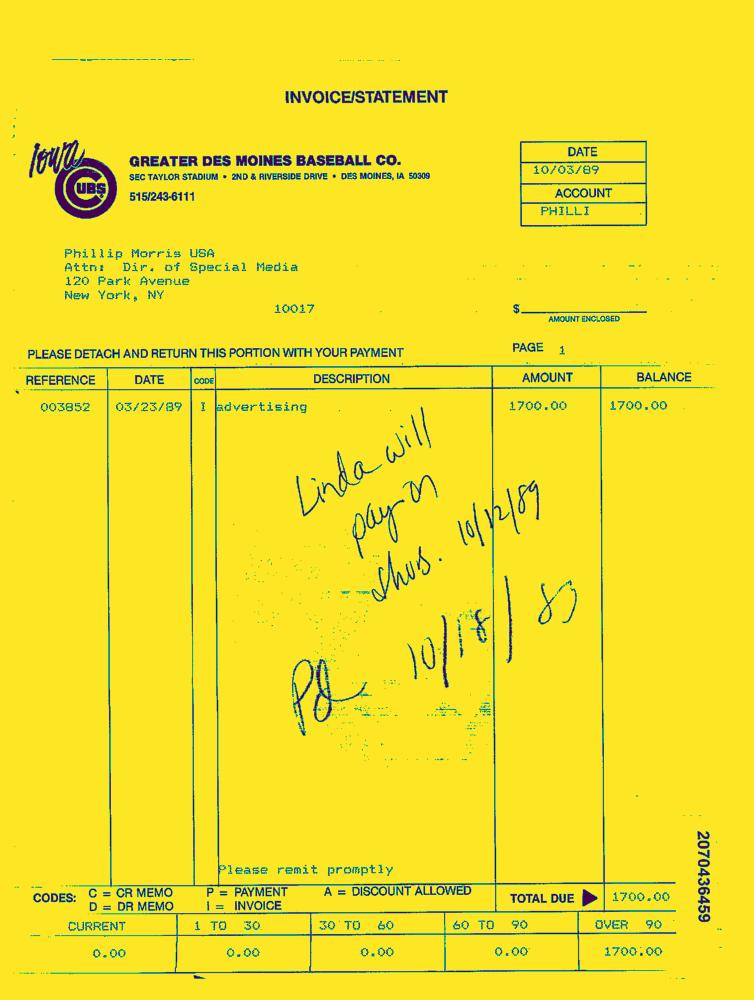 INVOICE/STATEMENT
Iowa CUBS
GREATER DES MOINES BASEBALL CO.
SEC TAYLOR STADIUM • 2ND & RIVERSIDE DRIVE • DES MOINES, IA 50309
515/243-6111
DATE
10/03/89
ACCOUNT
PHILLI
Phillip Morris USA
Attn: Dir. of Special Media
120 Park Avenue
New York, NY
10017
$
AMOUNT ENCLOSED
PLEASE DETACH AND RETURN THIS PORTION WITH YOUR PAYMENT
PAGE 1
REFERENCE DATE CODE DESCRIPTION AMOUNT BALANCE
003852 03/23/89 I advertising 1700.00 1700.00
Linda will
pay on
thurs. 10/12/89
Pd 10/18/89
Please remit promptly
CODES: C = CR MEMO P = PAYMENT A = DISCOUNT ALLOWED
D = DR MEMO I = INVOICE
TOTAL DUE 1700.00
CURRENT 1 TO 30 30 TO 60 60 TO 90 OVER 90
0.00 0.00 0.00 0.00 1700.00
2070436459